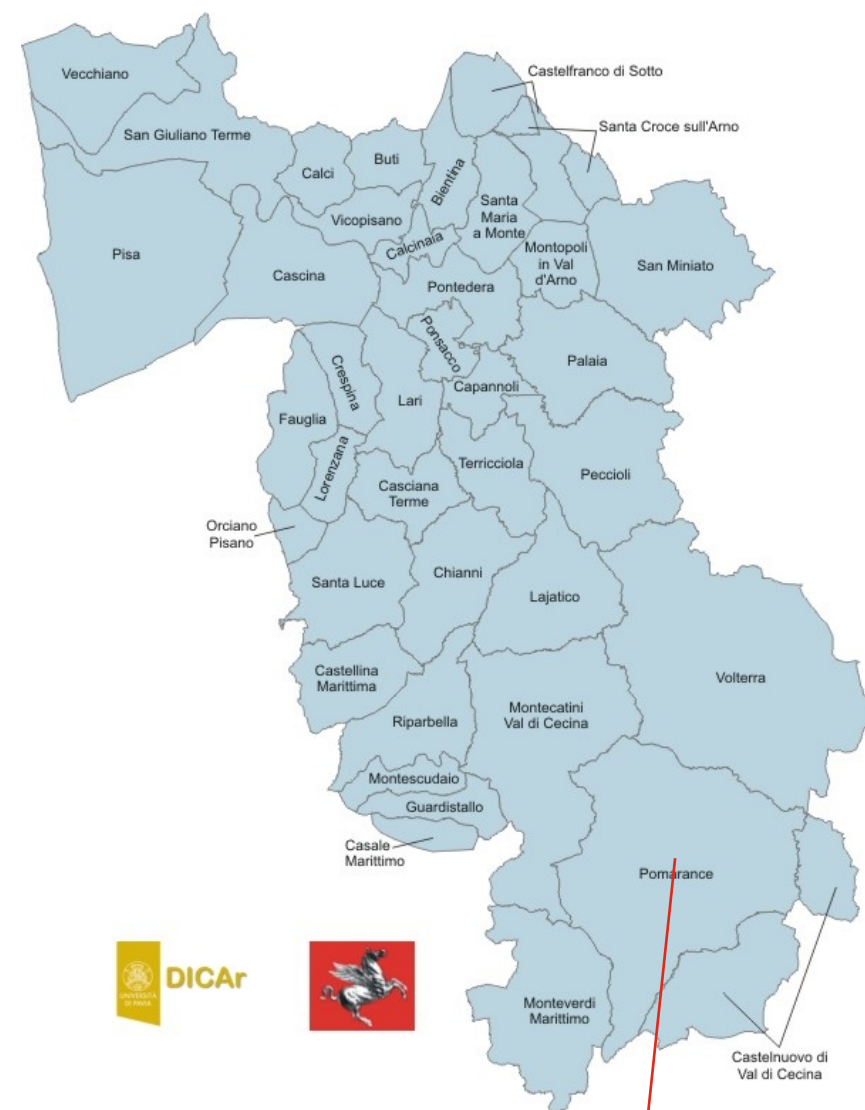 Castelfranco di Sotto
Vecchiano
Santa Croce sull'Arno
San Giuliano Terme
Buti
Calci
Bientina
Santa
Maria
a Monte
Vicopisano
Calcinaia
Montopoli
in Val
d'Arno
San Miniato
Pisa
Cascina
Pontedera
Ponsacco
Palaia
Crespina
Capannoli
Lari
Fauglia
Lorenzana
Terricciola
Peccioli
Casciana
Terme
Orciano
Pisano
Santa Luce
Chianni
Lajatico
Castellina
Marittima
Volterra
Montecatini
Val di Cecina
Riparbella
Montescudaio
Guardistallo
Casale
Marittimo
Pomarance
DICAr
UNIVERSITÀ
DI PAVIA
Monteverdi
Marittimo
Castelnuovo di
Val di Cecina